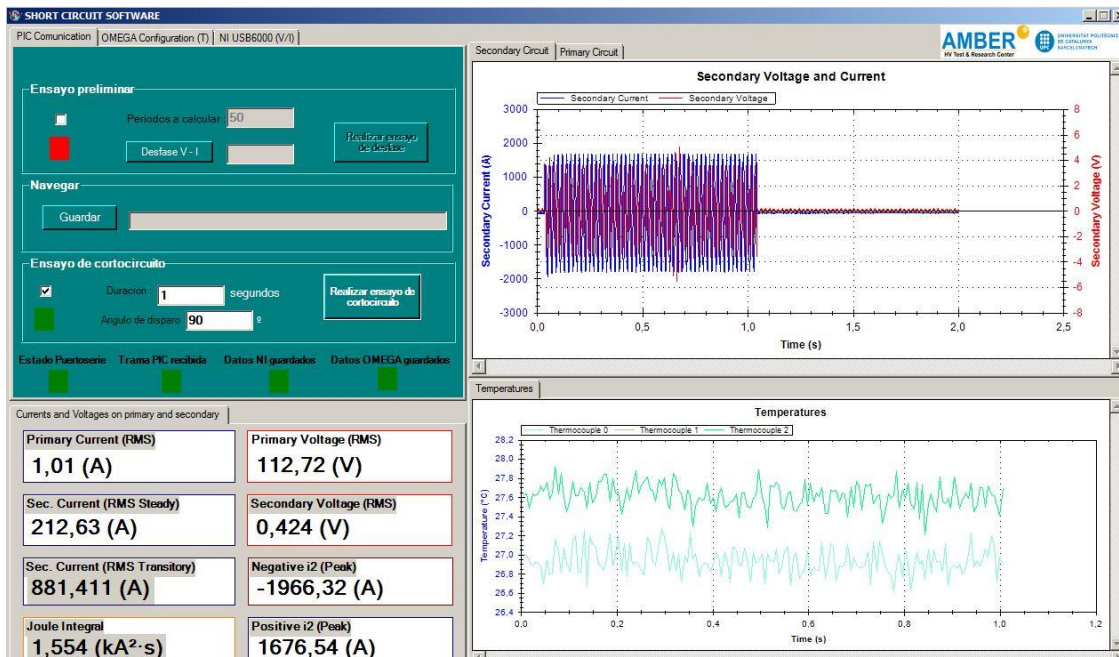 SHORT CIRCUIT SOFTWARE
PIC Comunication OMEGA Configuration (T) NI USB6000 (V/I)
Ensayo preliminar
Periodos a calcular 50
Desfase V - I
Realizar ensayo
de desfase
Navegar
Guardar
Ensayo de cortocircuito
Duracion : 1 segundos
Angulo de disparo 90 º
Realizar ensayo de
cortocircuito
Estado Puertoserie Trama PIC recibida Datos NI guardados Datos OMEGA guardados
Currents and Voltages on primary and secondary
Primary Current (RMS)
1,01 (A)
Primary Voltage (RMS)
112,72 (V)
Sec. Current (RMS Steady)
212,63 (A)
Secondary Voltage (RMS)
0,424 (V)
Sec. Current (RMS Transitory)
881,411 (A)
Negative i2 (Peak)
-1966,32 (A)
Joule Integral
1,554 (kA²·s)
Positive i2 (Peak)
1676,54 (A)
Secondary Circuit Primary Circuit
AMBER
HV Test & Research Center
UPC
UNIVERSITAT POLITÈCNICA
DE CATALUNYA
BARCELONATECH
Secondary Voltage and Current
Secondary Current Secondary Voltage
Secondary Current (A)
3000
2000
1000
0
-1000
-2000
-3000
8
6
4
2
0
-2
-4
-6
-8
Secondary Voltage (V)
0,0 0,5 1,0 1,5 2,0 2,5
Time (s)
Temperatures
Temperatures
Thermocouple 0 Thermocouple 1 Thermocouple 2
Temperature (°C)
28,2
28,0
27,8
27,6
27,4
27,2
27,0
26,8
26,6
26,4
0,0 0,2 0,4 0,6 0,8 1,0 1,2
Time (s)